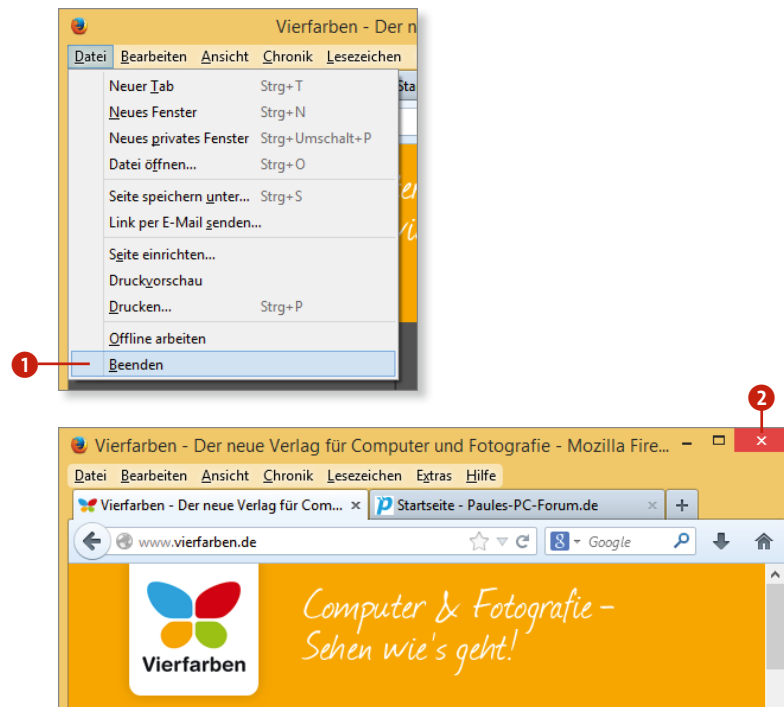 Vierfarben - Der n
Datei Bearbeiten Ansicht Chronik Lesezeichen
Neuer Tab Strg+T
Neues Fenster Strg+N
Neues privates Fenster Strg+Umschalt+P
Datei öffnen... Strg+O
Seite speichern unter... Strg+S
Link per E-Mail senden...
Seite einrichten...
Druckvorschau
Drucken... Strg+P
Offline arbeiten
1
Beenden
2
Vierfarben - Der neue Verlag für Computer und Fotografie - Mozilla Fire...
Datei Bearbeiten Ansicht Chronik Lesezeichen Extras Hilfe
Vierfarben - Der neue Verlag für Com... Startseite - Paules-PC-Forum.de
www.vierfarben.de 8 Google
Computer & Fotografie –
Sehen wie's geht!
Vierfarben